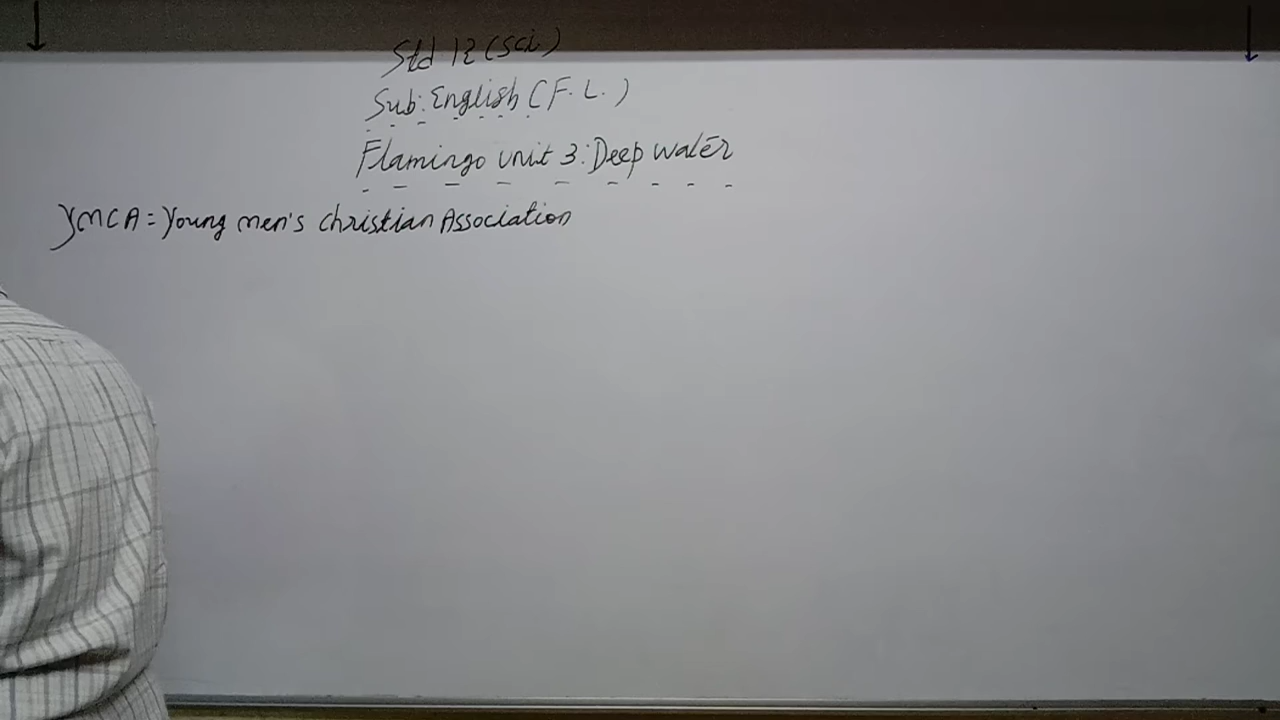 Std 12 (Sci)
Sub: English (F. L. )
Flamingo Unit 3: Deep Water
YMCA = Young men's Christian Association